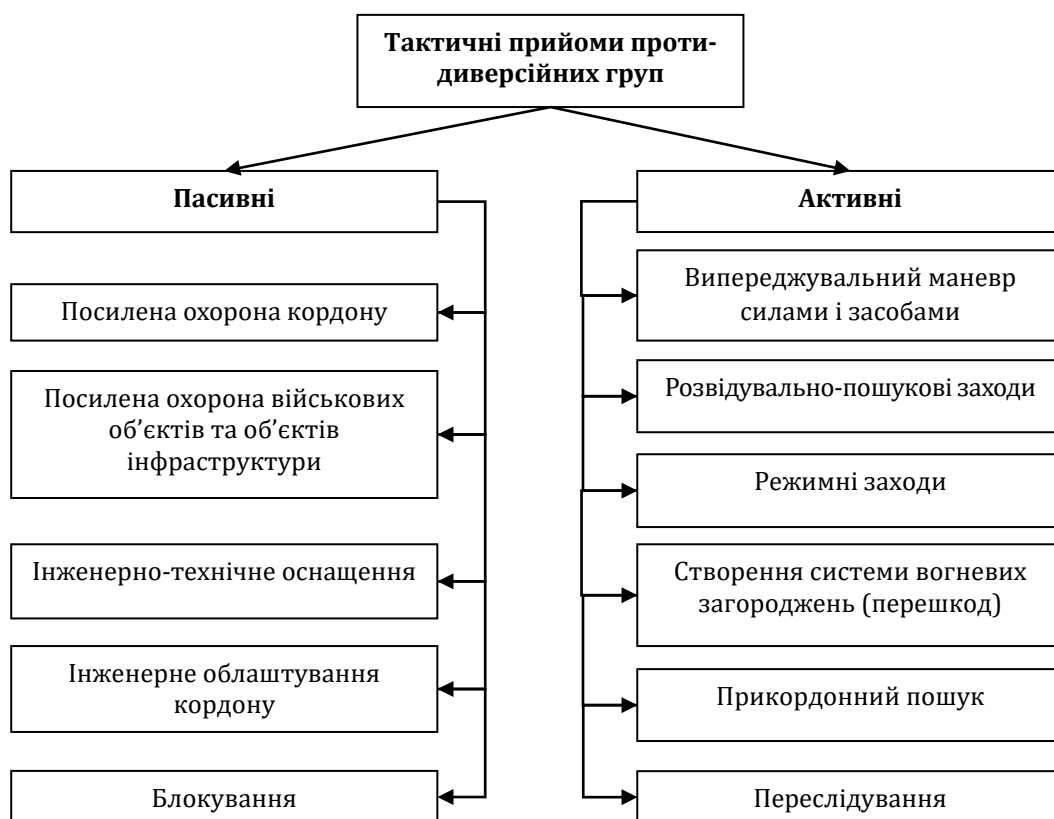 Тактичні прийоми проти-
диверсійних груп
Пасивні
Посилена охорона кордону
Посилена охорона військових
об’єктів та об’єктів
інфраструктури
Інженерно-технічне оснащення
Інженерне облаштування
кордону
Блокування
Активні
Випереджувальний маневр
силами і засобами
Розвідувально-пошукові заходи
Режимні заходи
Створення системи вогневих
загороджень (перешкод)
Прикордонний пошук
Переслідування